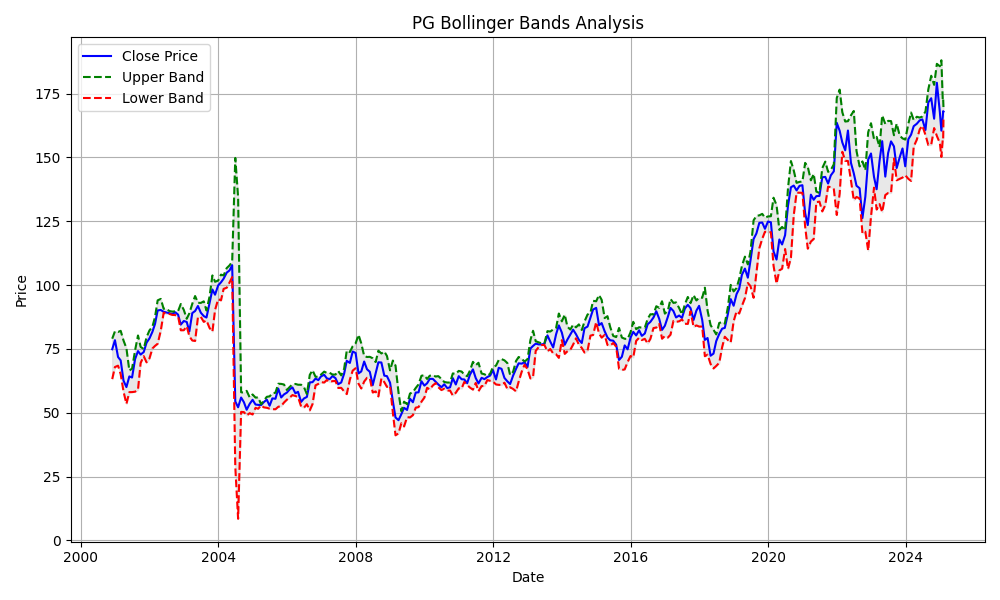 PG Bollinger Bands Analysis
Close Price
Upper Band
Lower Band
Price
175
150
125
100
75
50
25
0
2000
2004
2008
2012
2016
2020
2024
Date